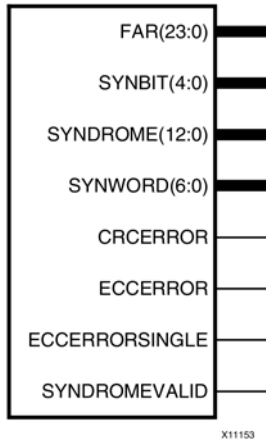 FAR(23:0)
SYNBIT(4:0)
SYNDROME(12:0)
SYNWORD(6:0)
CRCERROR
ECCERROR
ECCERRORSINGLE
SYNDROMEVALID
X11153